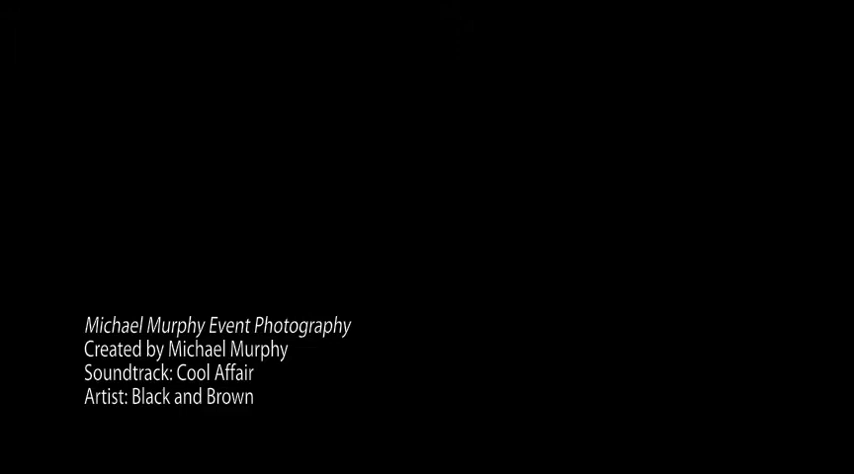 Michael Murphy Event Photography
Created by Michael Murphy
Soundtrack: Cool Affair
Artist: Black and Brown